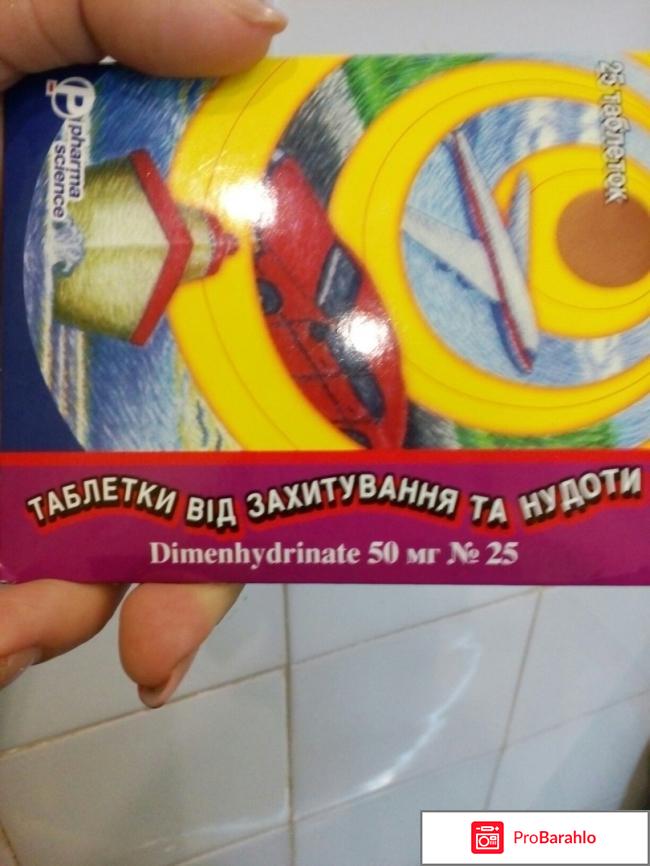 pharma
science
25 таблеток
ТАБЛЕТКИ ВІД ЗАХИТУВАННЯ ТА НУДОТИ
Dimenhydrinate 50 мг № 25
ProBarahlo